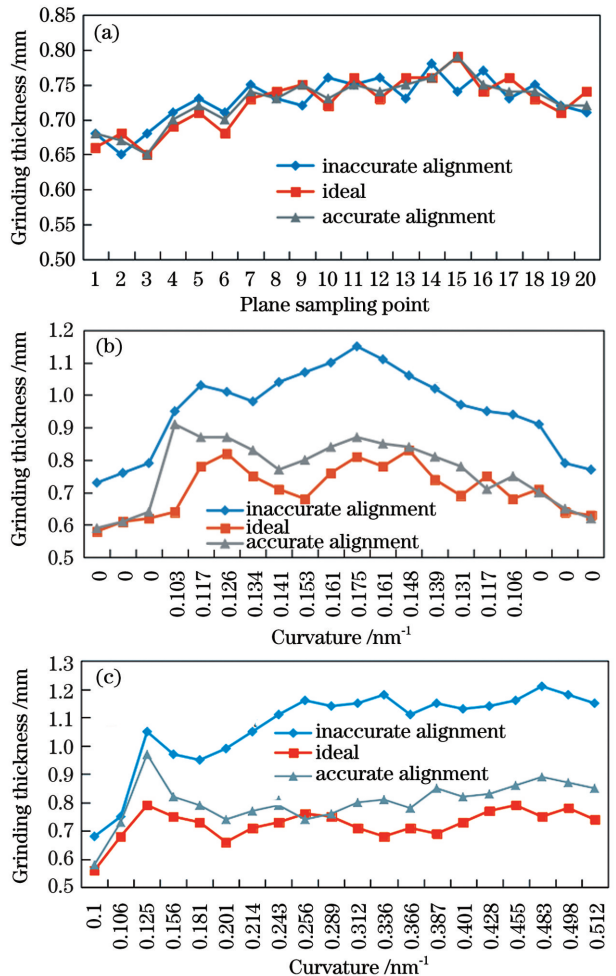 (a)
Grinding thickness /mm
0.85
0.80
0.75
0.70
0.65
0.60
0.55
0.50
inaccurate alignment
ideal
accurate alignment
1 2 3 4 5 6 7 8 9 10 11 12 13 14 15 16 17 18 19 20
Plane sampling point
(b)
Grinding thickness /mm
1.2
1.1
1.0
0.9
0.8
0.7
0.6
0.5
inaccurate alignment
ideal
accurate alignment
0 0 0 0.103 0.117 0.126 0.134 0.141 0.153 0.161 0.175 0.161 0.148 0.139 0.131 0.117 0.106 0 0 0
Curvature /nm⁻¹
(c)
Grinding thickness /mm
1.3
1.2
1.1
1.0
0.9
0.8
0.7
0.6
0.5
inaccurate alignment
ideal
accurate alignment
0.1 0.106 0.125 0.156 0.181 0.201 0.214 0.243 0.256 0.289 0.312 0.336 0.366 0.387 0.401 0.428 0.455 0.483 0.498 0.512
Curvature /nm⁻¹